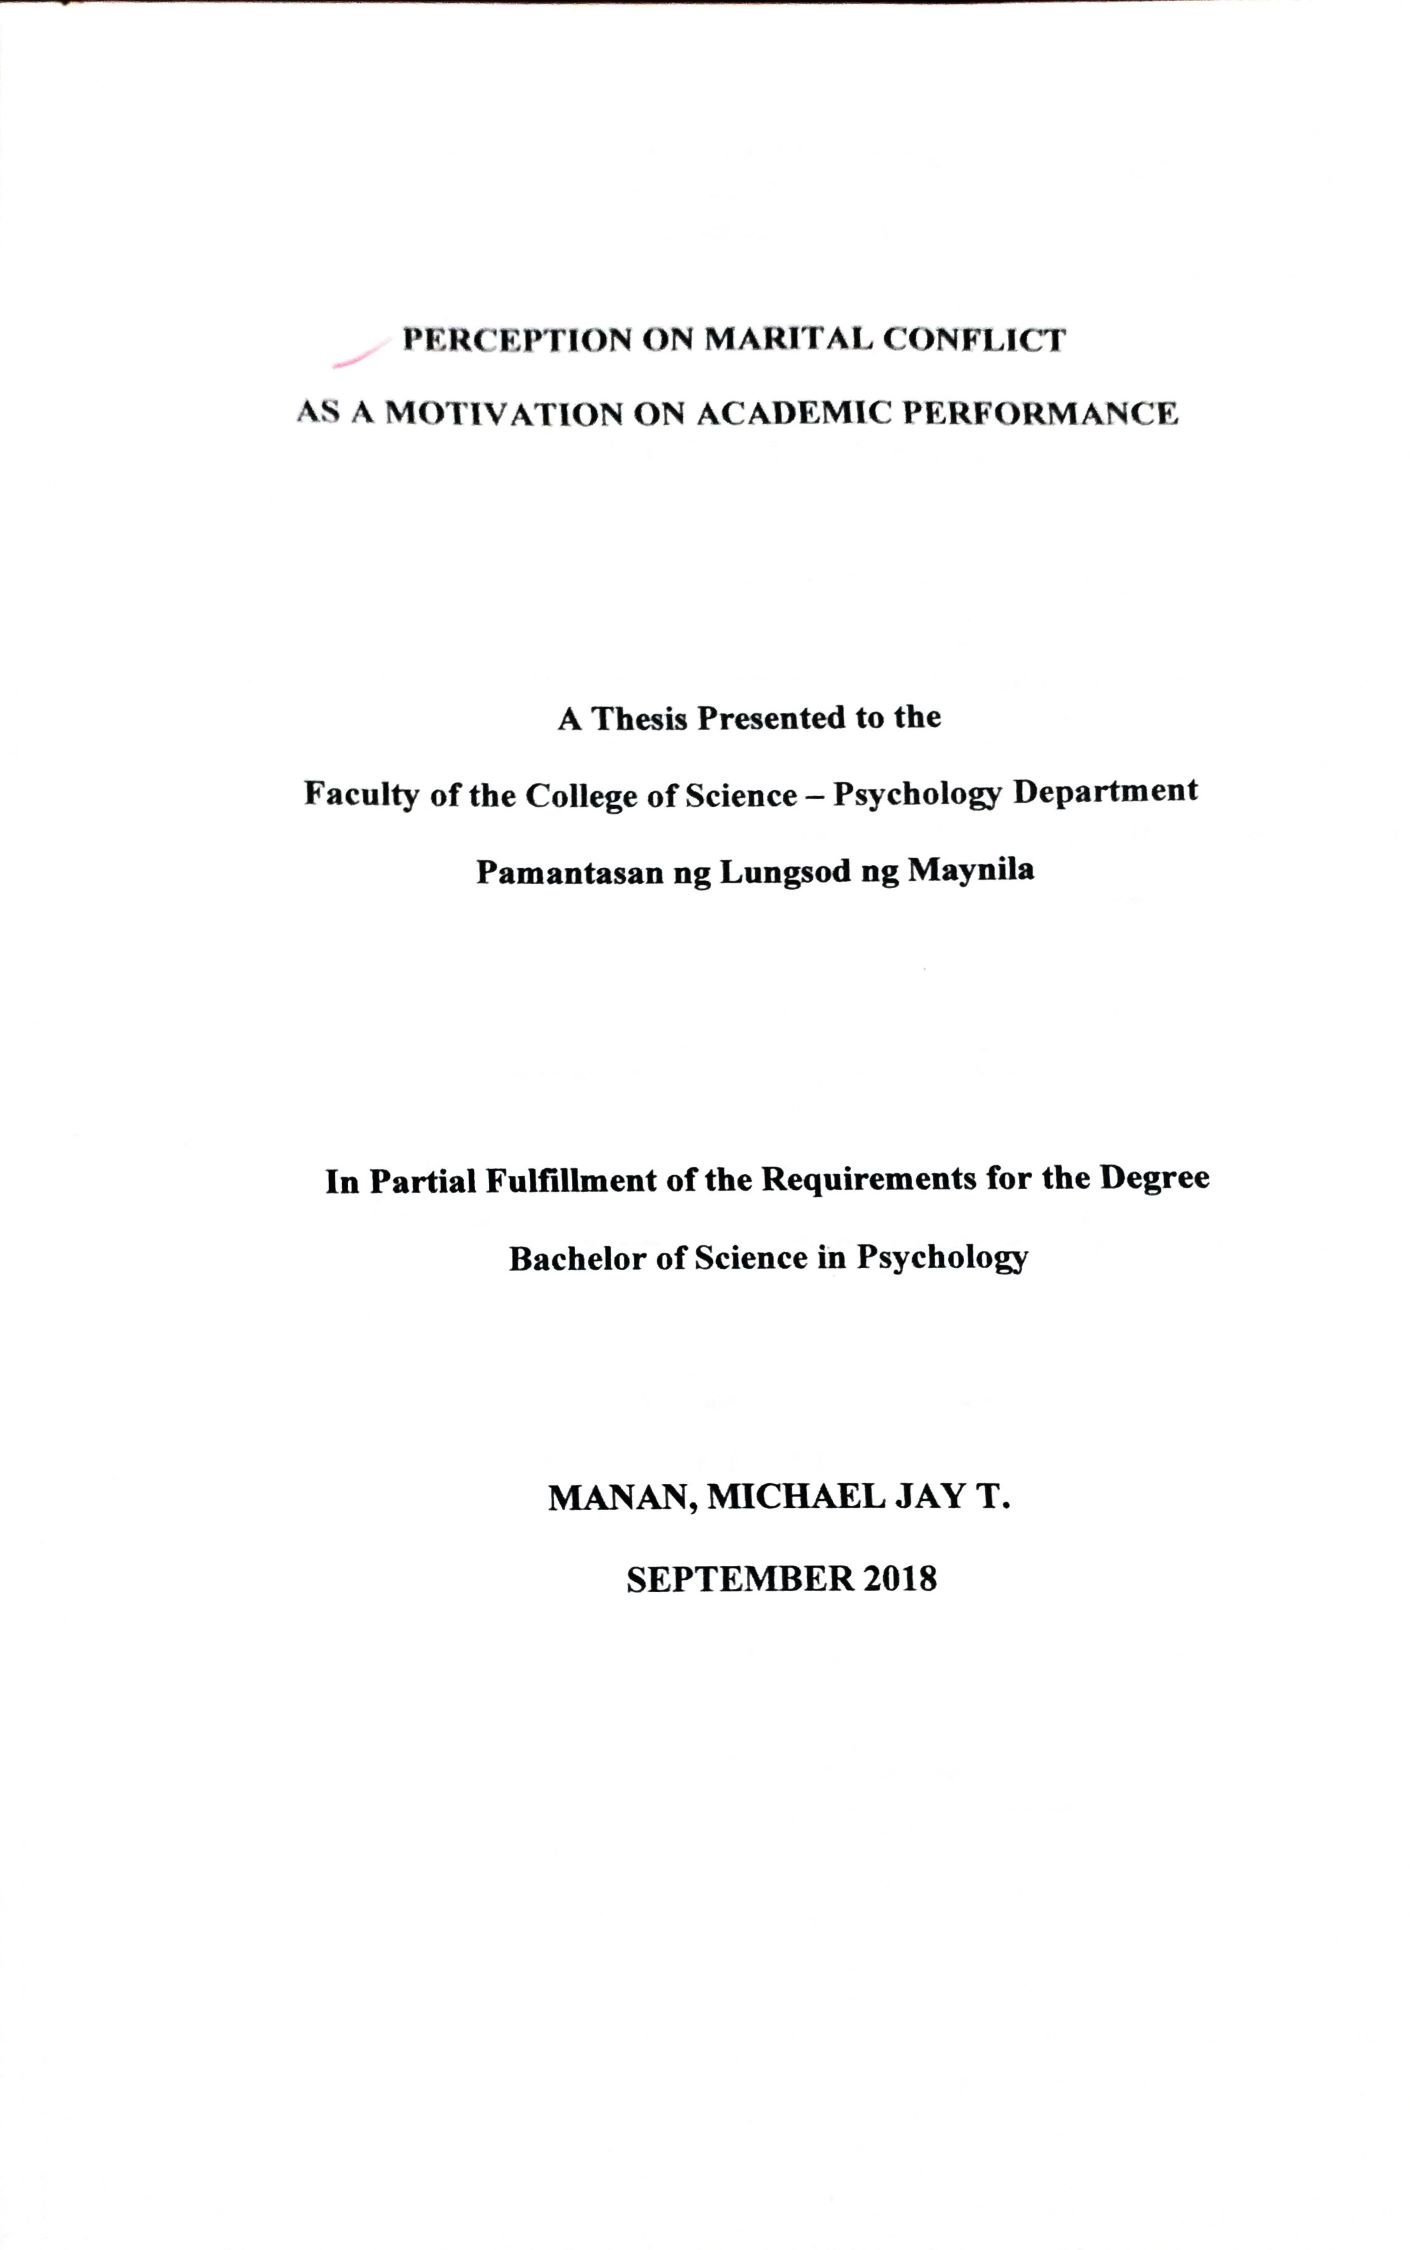 PERCEPTION ON MARITAL CONFLICT
AS A MOTIVATION ON ACADEMIC PERFORMANCE
A Thesis Presented to the
Faculty of the College of Science – Psychology Department
Pamantasan ng Lungsod ng Maynila
In Partial Fulfillment of the Requirements for the Degree
Bachelor of Science in Psychology
MANAN, MICHAEL JAY T.
SEPTEMBER 2018